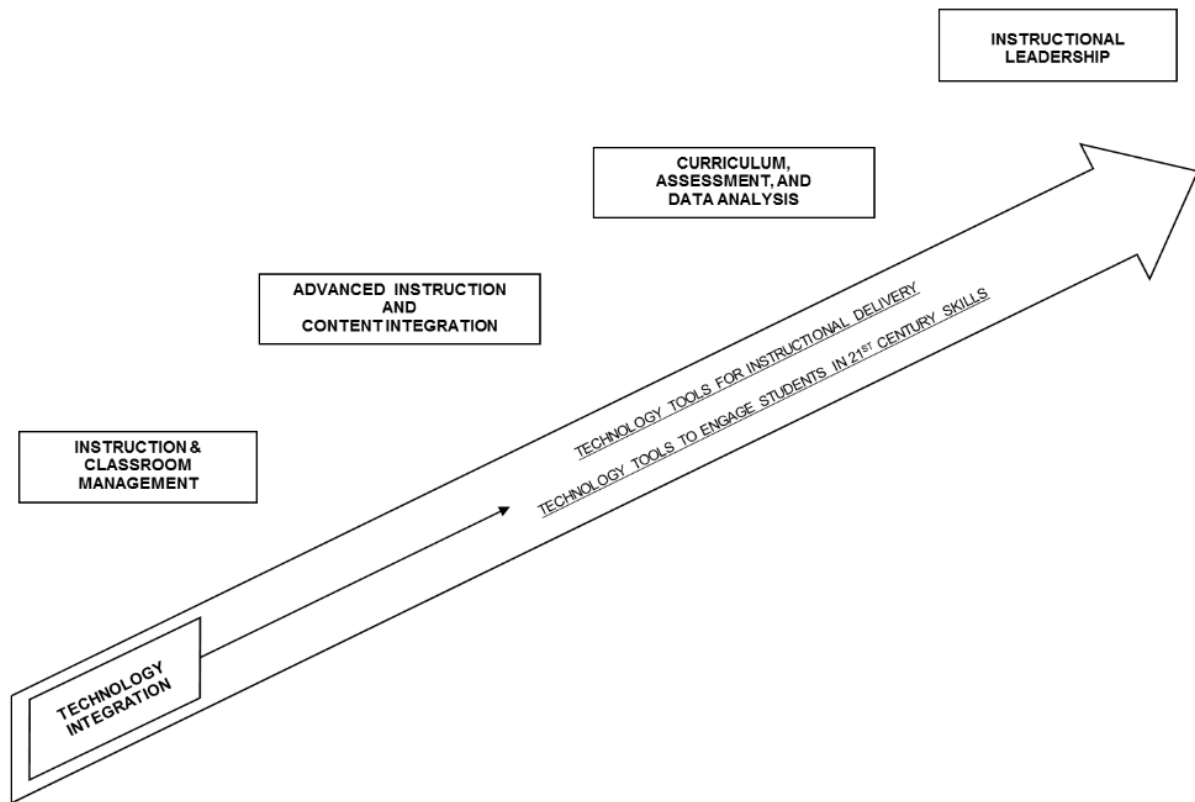 INSTRUCTIONAL
LEADERSHIP
CURRICULUM,
ASSESSMENT, AND
DATA ANALYSIS
ADVANCED INSTRUCTION
AND
CONTENT INTEGRATION
INSTRUCTION &
CLASSROOM
MANAGEMENT
TECHNOLOGY TOOLS FOR INSTRUCTIONAL DELIVERY
TECHNOLOGY TOOLS TO ENGAGE STUDENTS IN 21ST CENTURY SKILLS
TECHNOLOGY
INTEGRATION